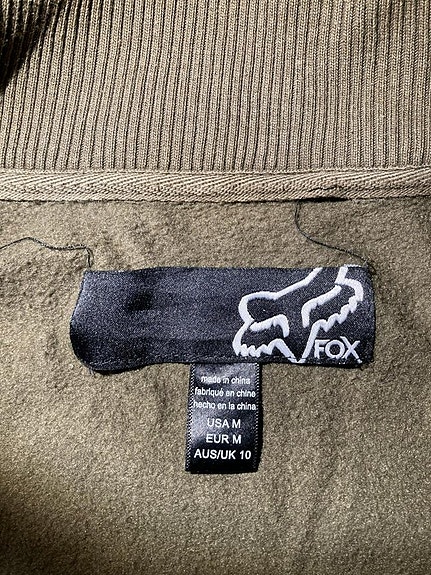 FOX
made in china
fabriqué en chine
hecho en la china
USA M
EUR M
AUS/UK 10